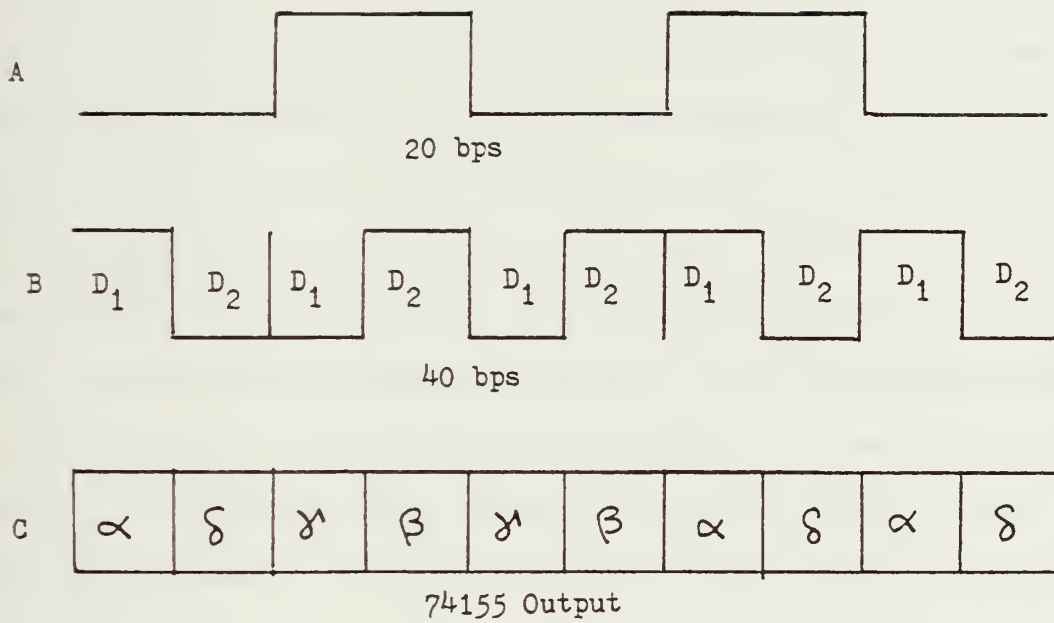 A
20 bps
B D₁ D₂ D₁ D₂ D₁ D₂ D₁ D₂ D₁ D₂
40 bps
C α δ γ β γ β α δ α δ
74155 Output